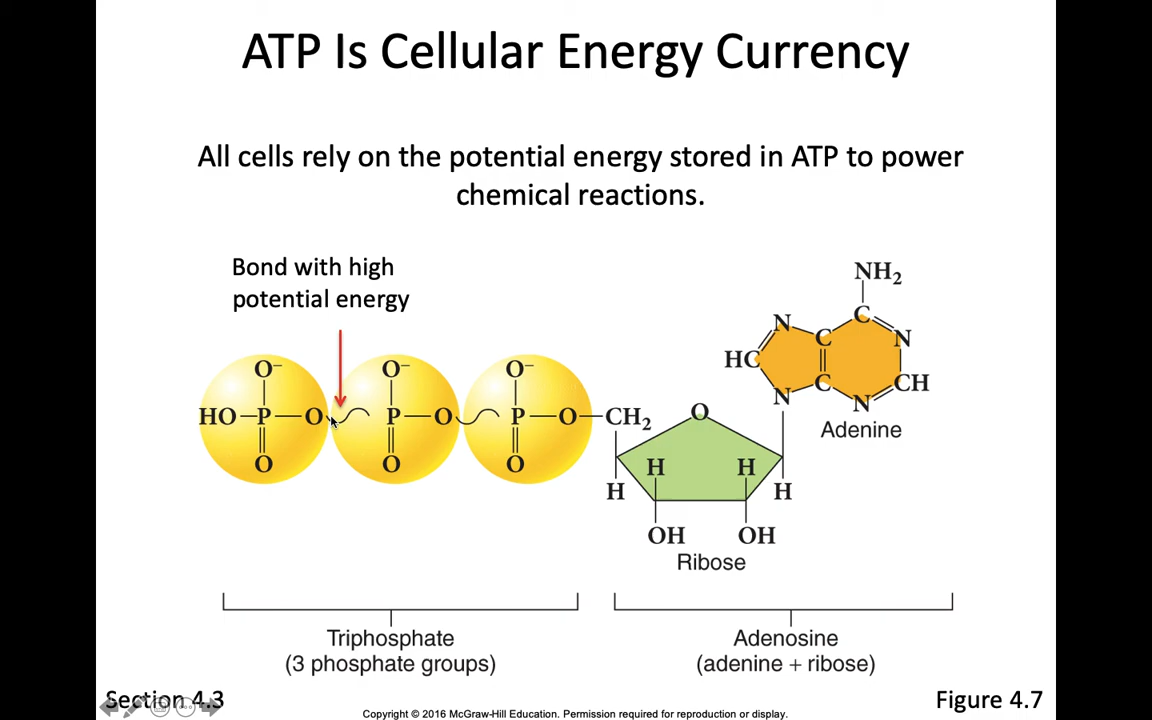 ATP Is Cellular Energy Currency
All cells rely on the potential energy stored in ATP to power
chemical reactions.
Bond with high
potential energy
NH₂
C
N
C
N
HC
C
CH
N
N
Adenine
O⁻
O⁻
O⁻
HO–P–O
P–O
P–O–CH₂
O
O
O
O
H
H
H
H
OH
OH
Ribose
Triphosphate
(3 phosphate groups)
Adenosine
(adenine + ribose)
Section 4.3
Figure 4.7
Copyright © 2016 McGraw-Hill Education. Permission required for reproduction or display.